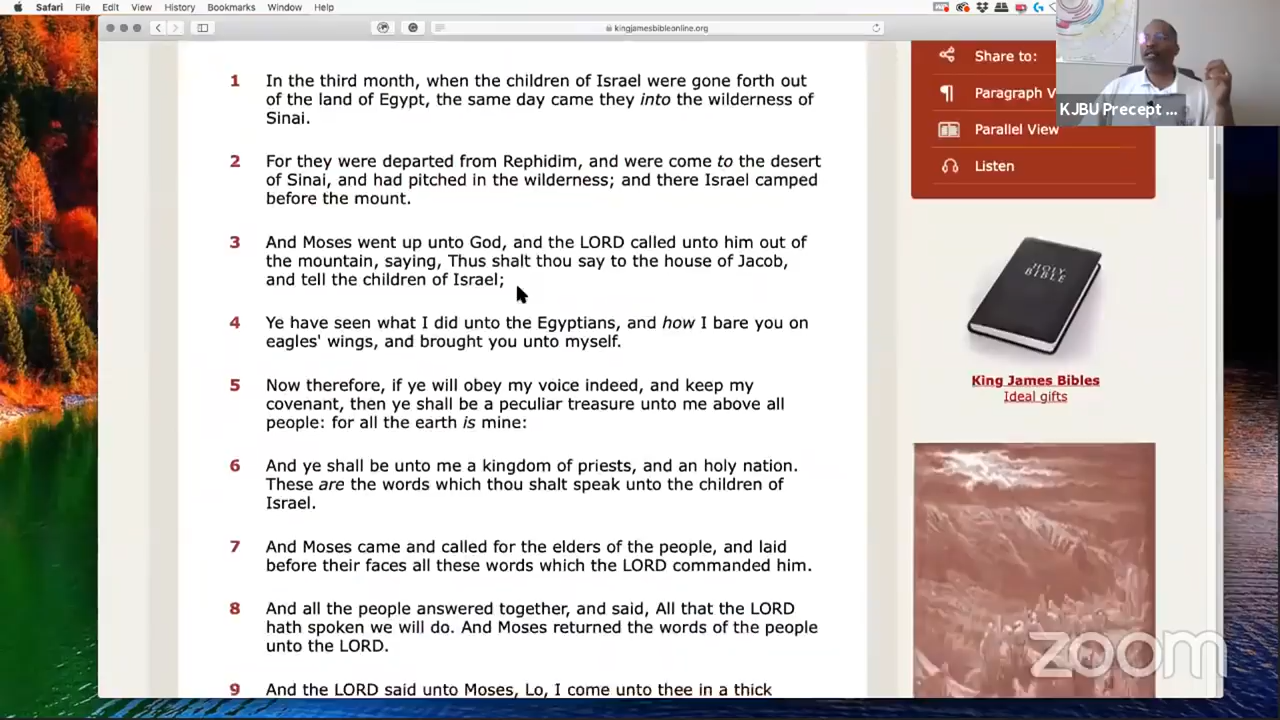 Safari File Edit View History Bookmarks Window Help
kingjamesbibleonline.org
1 In the third month, when the children of Israel were gone forth out
of the land of Egypt, the same day came they into the wilderness of
Sinai.
2 For they were departed from Rephidim, and were come to the desert
of Sinai, and had pitched in the wilderness; and there Israel camped
before the mount.
3 And Moses went up unto God, and the LORD called unto him out of
the mountain, saying, Thus shalt thou say to the house of Jacob,
and tell the children of Israel;
4 Ye have seen what I did unto the Egyptians, and how I bare you on
eagles' wings, and brought you unto myself.
5 Now therefore, if ye will obey my voice indeed, and keep my
covenant, then ye shall be a peculiar treasure unto me above all
people: for all the earth is mine:
6 And ye shall be unto me a kingdom of priests, and an holy nation.
These are the words which thou shalt speak unto the children of
Israel.
7 And Moses came and called for the elders of the people, and laid
before their faces all these words which the LORD commanded him.
8 And all the people answered together, and said, All that the LORD
hath spoken we will do. And Moses returned the words of the people
unto the LORD.
9 And the LORD said unto Moses, Lo, I come unto thee in a thick
Share to:
Paragraph V
Parallel View
Listen
KJBU Precept ...
HOLY
BIBLE
King James Bibles
Ideal gifts
zoom